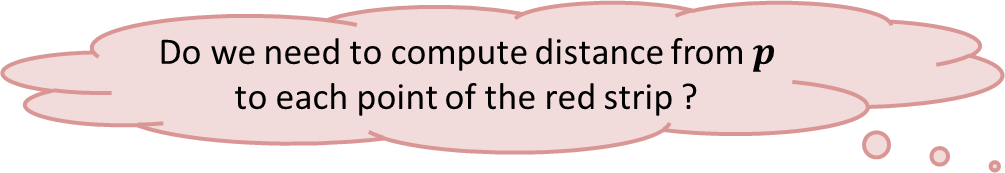 Do we need to compute distance from p
to each point of the red strip ?